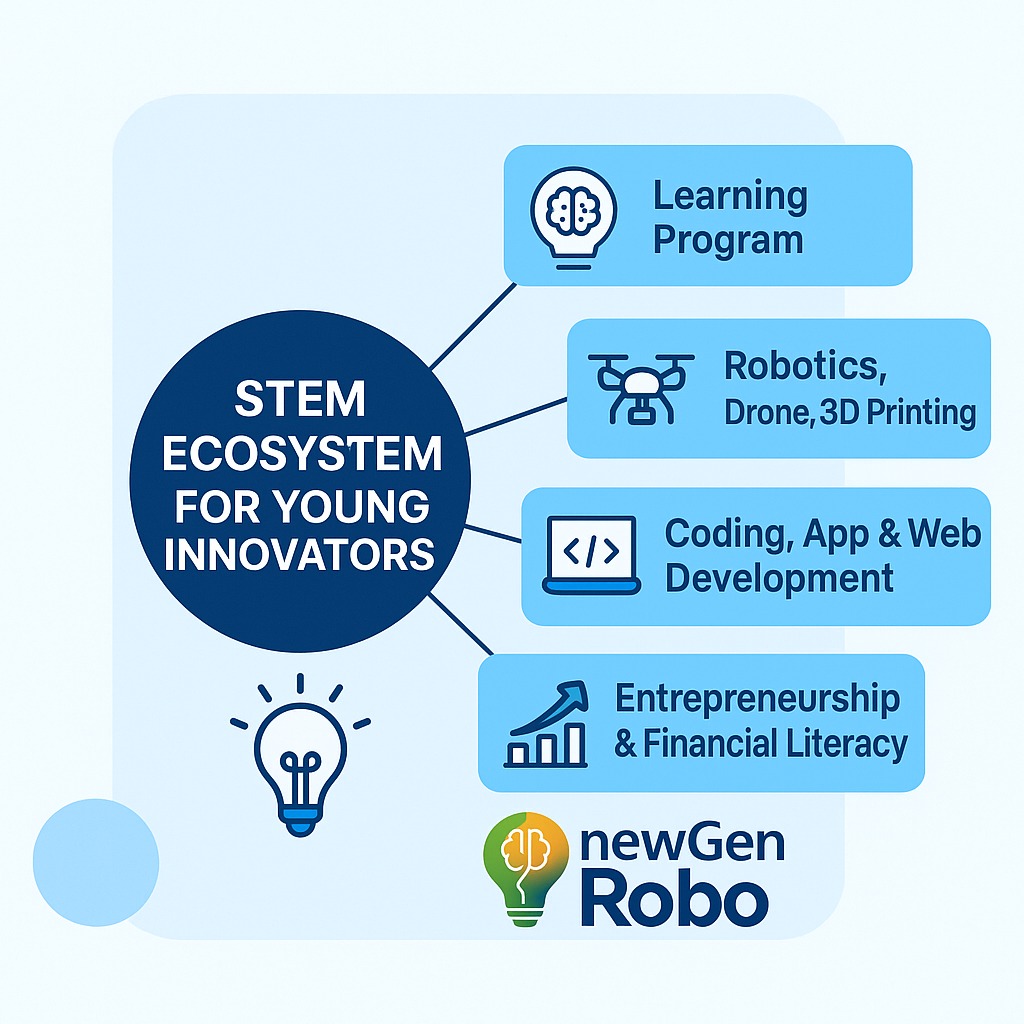 STEM
ECOSYSTEM
FOR YOUNG
INNOVATORS
Learning
Program
Robotics,
Drone, 3D Printing
</>
Coding, App & Web
Development
Entrepreneurship
& Financial Literacy
newGen
Robo